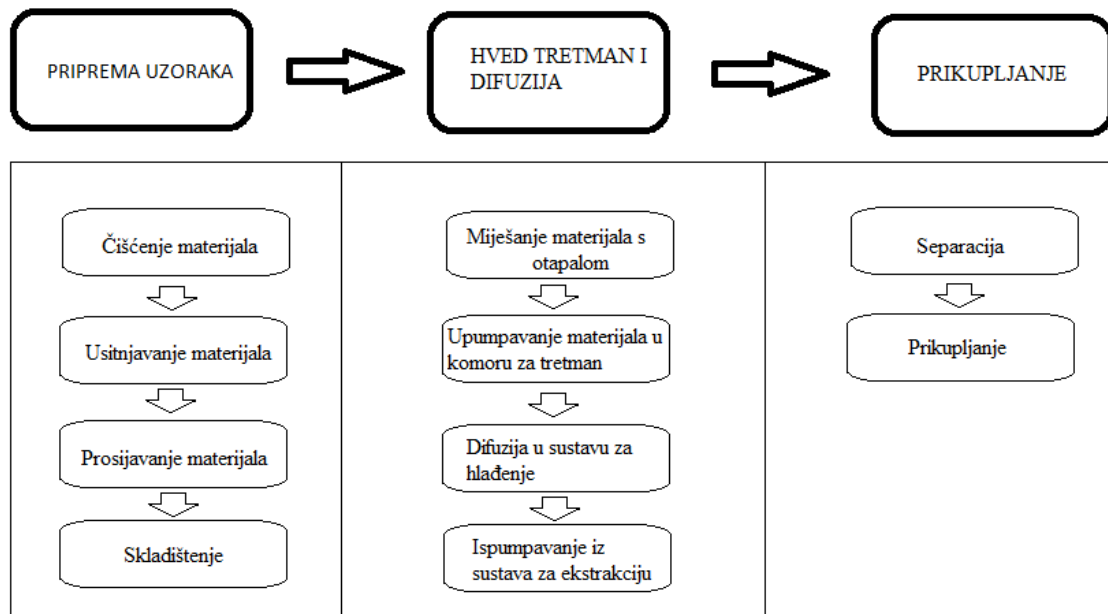 PRIPREMA UZORAKA
HVED TRETMAN I
DIFUZIJA
PRIKUPLJANJE
Čišćenje materijala
Usitnjavanje materijala
Prosijavanje materijala
Skladištenje
Miješanje materijala s
otapalom
Upumpavanje materijala u
komoru za tretman
Difuzija u sustavu za
hlađenje
Ispumpavanje iz
sustava za ekstrakciju
Separacija
Prikupljanje